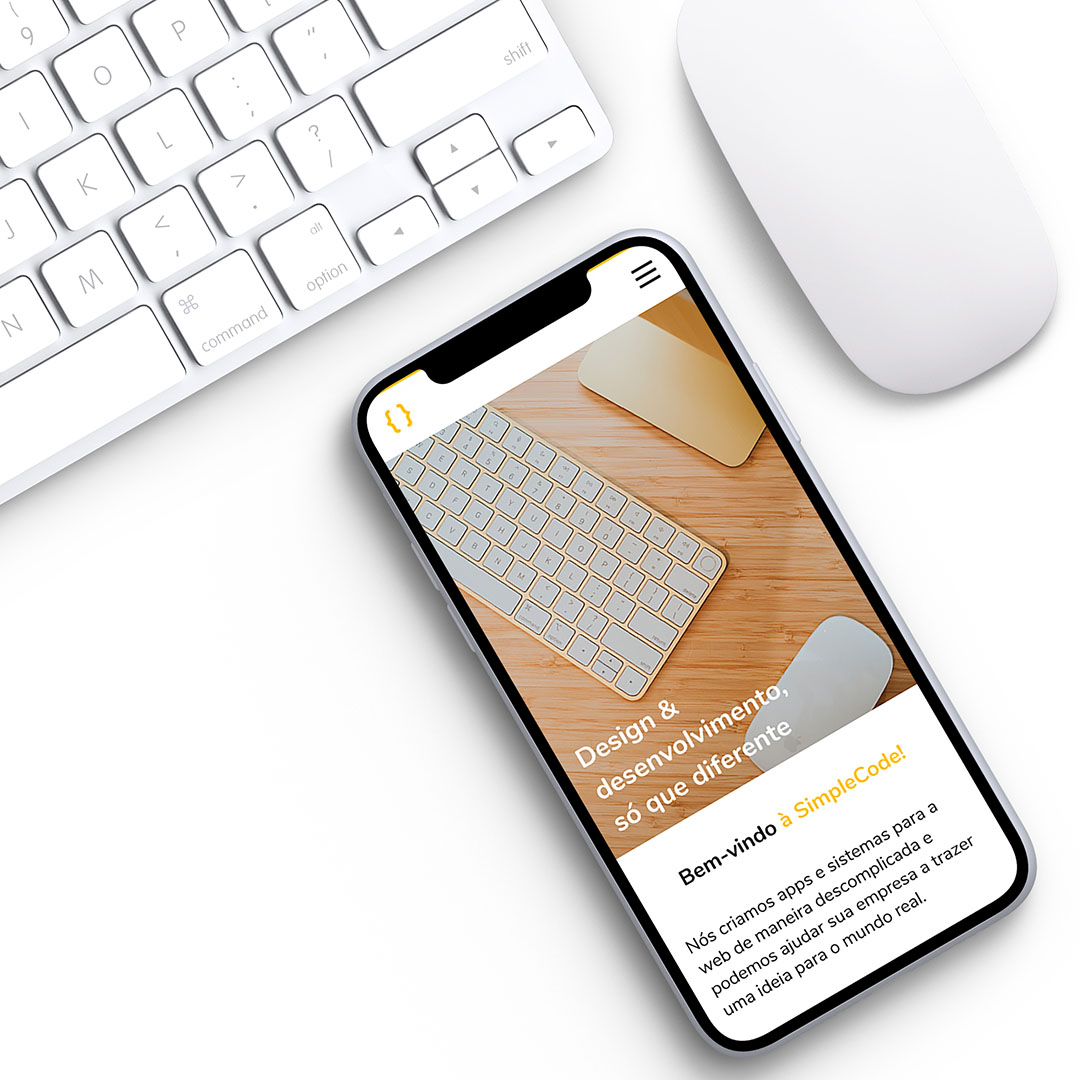 9
P
"
,
shift
I
O
:
;
L
?
/
J
K
>
.
<
,
alt
option
N
M
⌘
command
{ }
Design &
desenvolvimento,
só que diferente
Bem-vindo à SimpleCode!
Nós criamos apps e sistemas para a
web de maneira descomplicada e
podemos ajudar sua empresa a trazer
uma ideia para o mundo real.